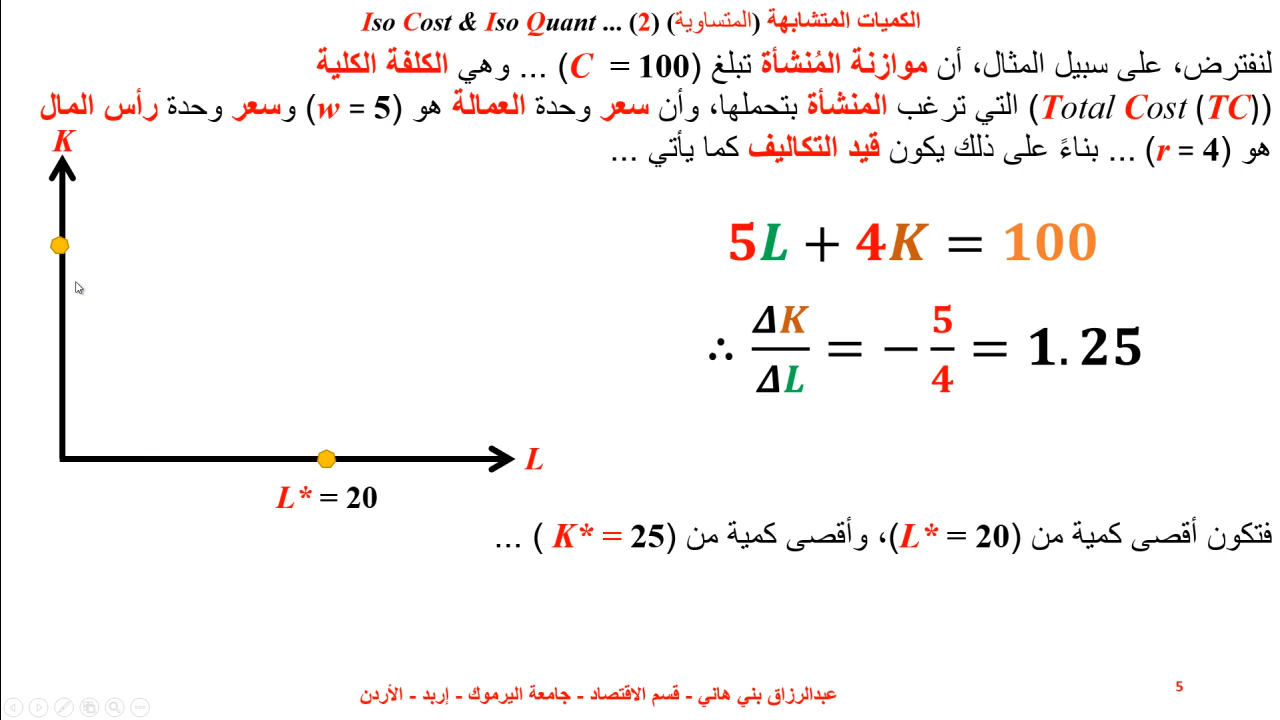 الكميات المتشابهة (المتساوية) (2) ... Iso Cost & Iso Quant
لنفترض، على سبيل المثال، أن موازنة المُنشأة تبلغ (C = 100) ... وهي الكلفة الكلية
(Total Cost (TC)) التي ترغب المنشأة بتحملها، وأن سعر وحدة العمالة هو (w = 5) وسعر وحدة رأس المال
هو (r = 4) ... بناءً على ذلك يكون قيد التكاليف كما يأتي ...
K
5L + 4K = 100
∴ ΔK/ΔL = − 5/4 = 1.25
L
L* = 20
فتكون أقصى كمية من (L* = 20)، وأقصى كمية من (K* = 25 ) ...
عبدالرزاق بني هاني - قسم الاقتصاد - جامعة اليرموك - إربد - الأردن
5